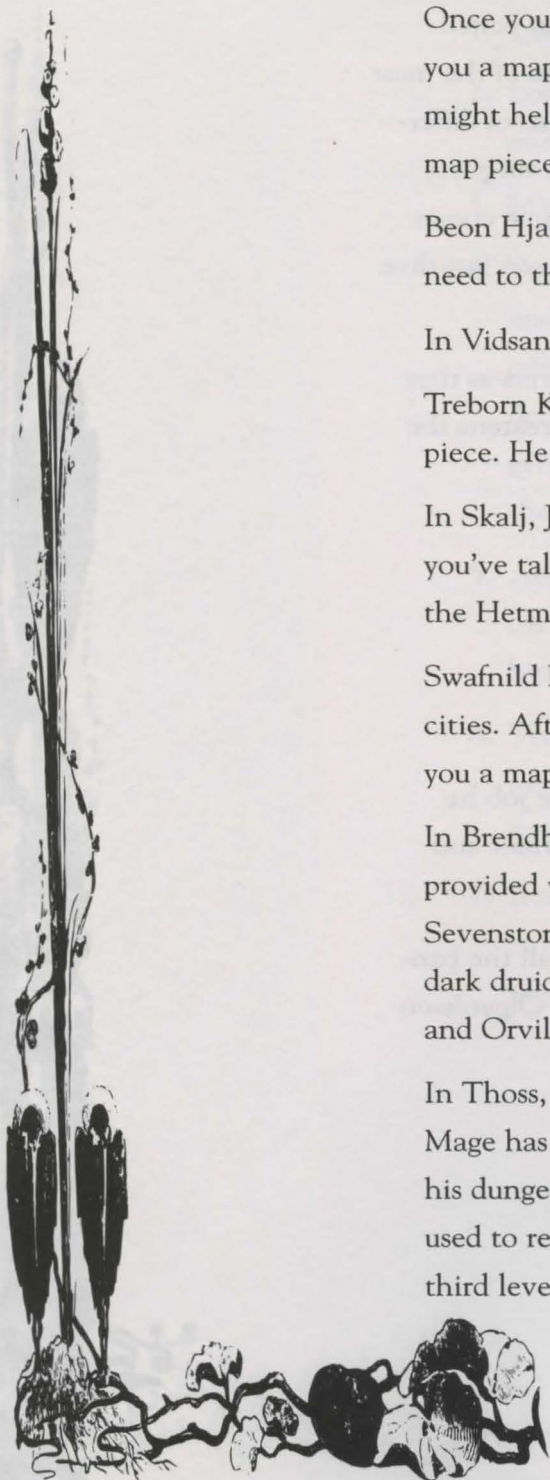 Once you
you a map
might hel
map piece
Beon Hja
need to th
In Vidsan
Treborn K
piece. He
In Skalj, J
you've tal
the Hetm
Swafnild
cities. Aft
you a map
In Brendh
provided
Sevenstor
dark druid
and Orvil
In Thoss,
Mage has
his dunge
used to re
third leve